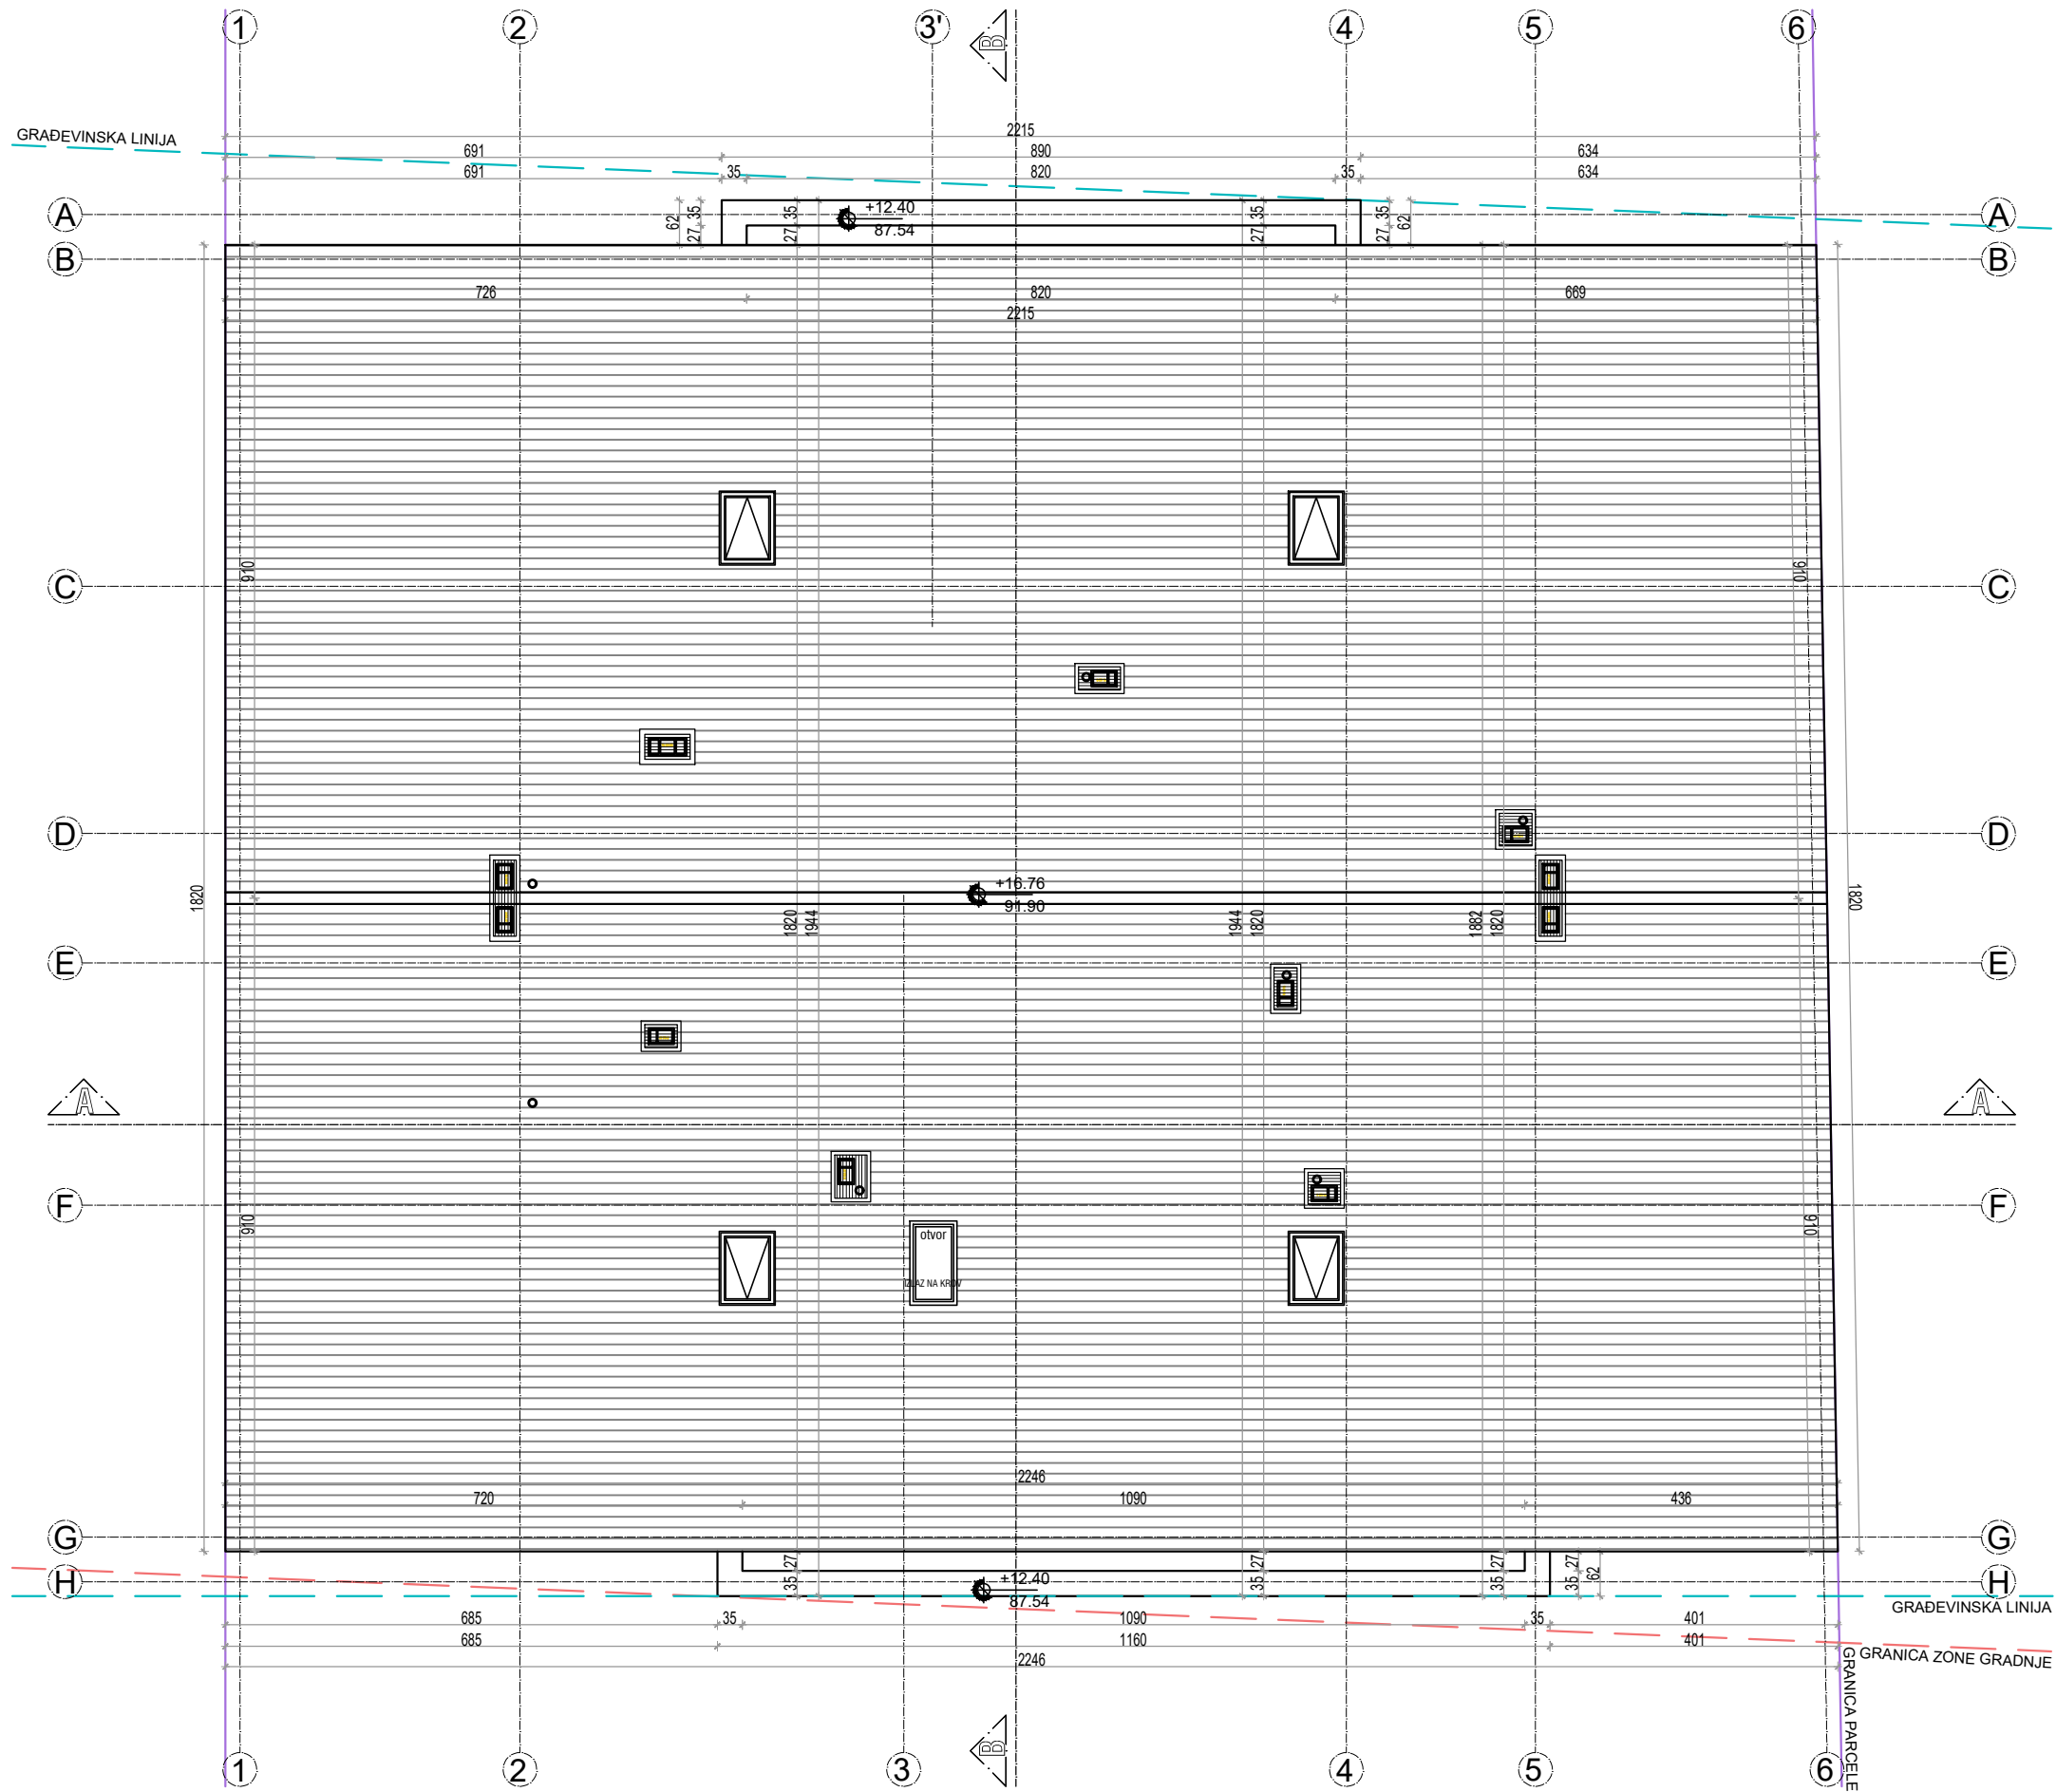 1 2 3' B 4 5 6
2215
GRAĐEVINSKA LINIJA
691 890 634
691 35 820 35 634
A 62 35 27 35 27 +12.40 35 27 35 27 62 A
87.54
B B
726 820 669
2215
910 910
C C
D D
+16.76
1820 91.90 1820
1820 1944 1944 1820 1882 1820
E E
A A
F F
910 910
otvor
2246
720 1090 436
G G
27 27 27 27
H 35 +12.40 35 35 35 62 H
87.54
GRAĐEVINSKA LINIJA
685 35 1090 35 401
685 1160 401
GRANICA ZONE GRADNJE
2246
GRANICA PARCELE
1 2 3 B 4 5 6